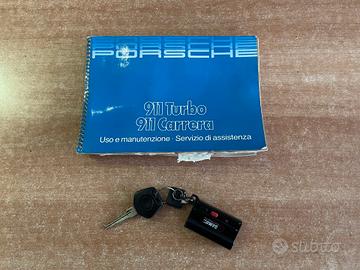 PORSCHE
911 Turbo
911 Carrera
Uso e manutenzione · Servizio di assistenza
subito